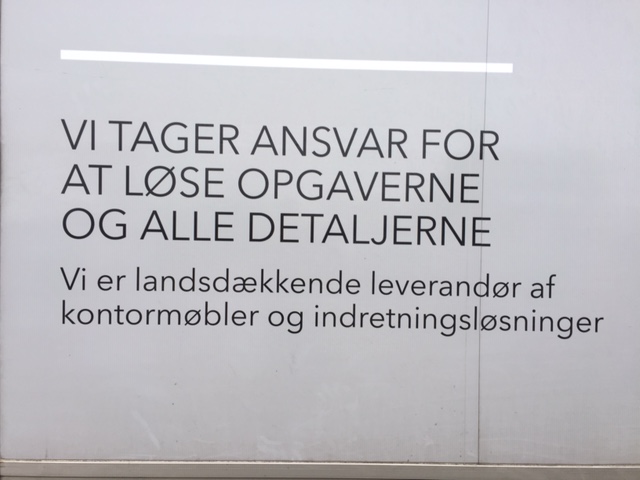 VI TAGER ANSVAR FOR
AT LØSE OPGAVERNE
OG ALLE DETALJERNE
Vi er landsdækkende leverandør af
kontormøbler og indretningsløsninger